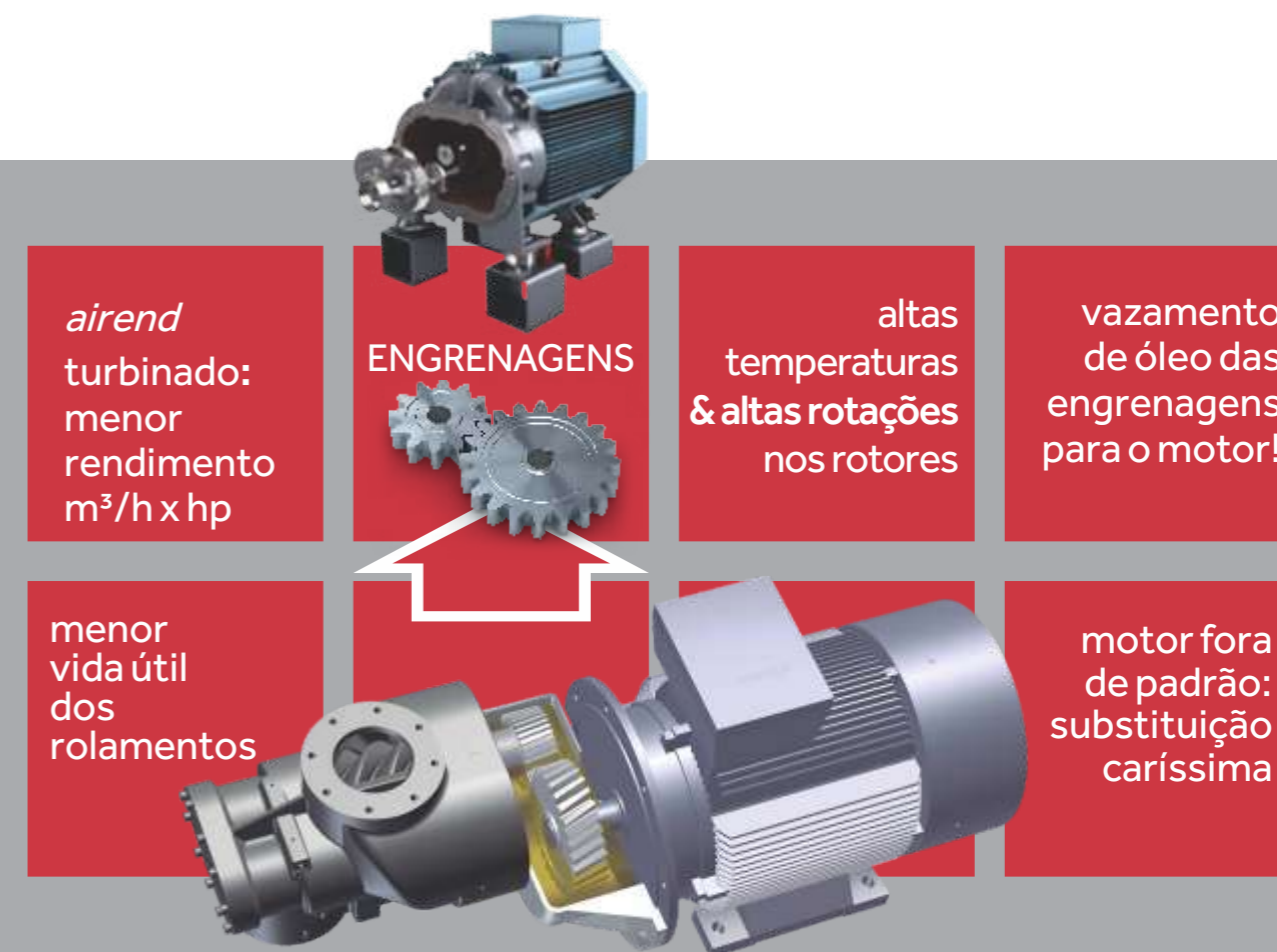 airend
turbinado:
menor
rendimento
m³/h x hp
ENGRENAGENS
altas
temperaturas
& altas rotações
nos rotores
vazamento
de óleo das
engrenagens
para o motor!
menor
vida útil
dos
rolamentos
motor fora
de padrão:
substituição
caríssima